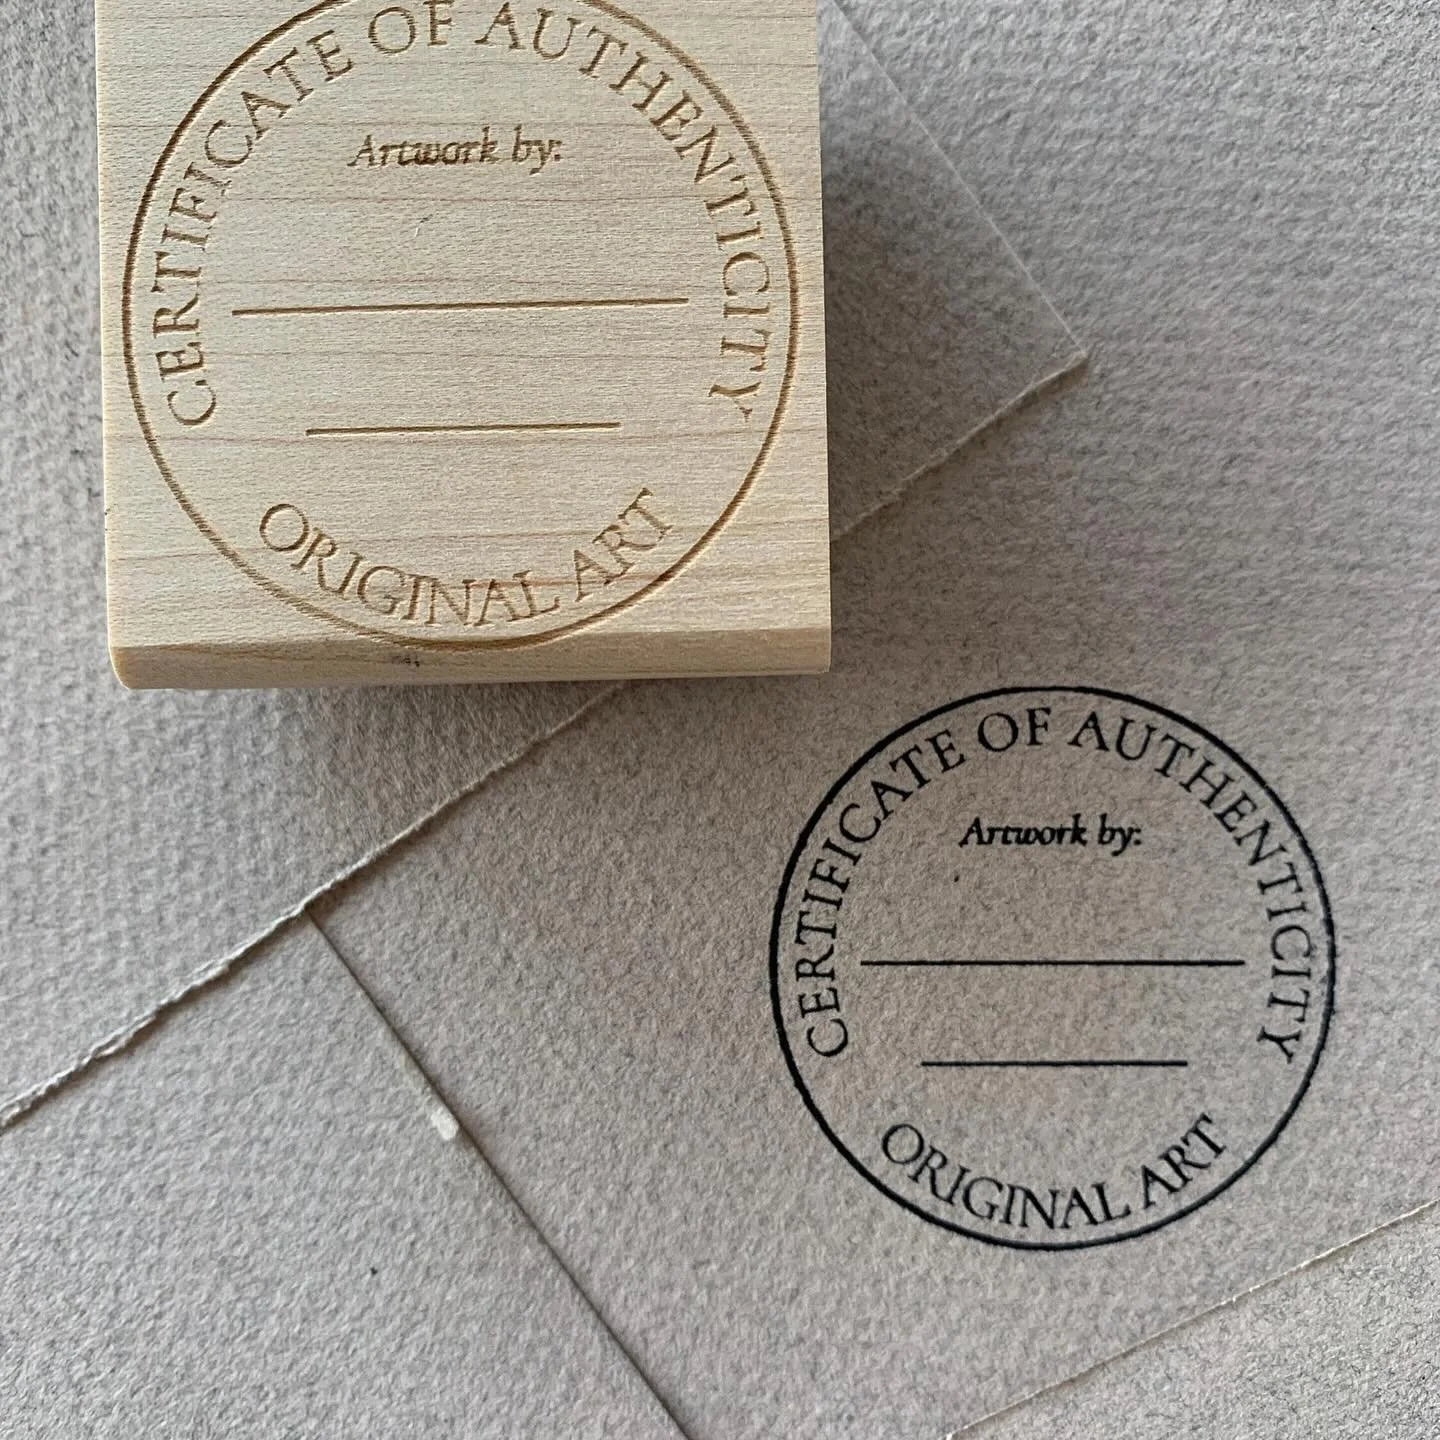 CERTIFICATE OF AUTHENTICITY
Artwork by:
ORIGINAL ART
CERTIFICATE OF AUTHENTICITY
Artwork by:
ORIGINAL ART